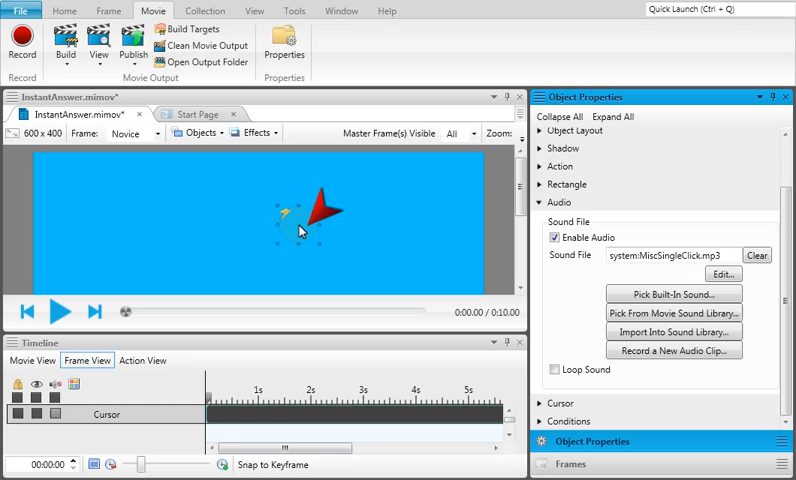 File Home Frame Movie Collection View Tools Window Quick Launch (Ctrl + Q)
Record Build View Publish Build Targets Properties
Clean Movie Output
Open Output Folder
Record Movie Output Properties
InstantAnswer.mimov*
InstantAnswer.mimov* Start Page
600 x 400 Frame: Novice Objects Effects Master Frame(s) Visible All Zoom:
0:00.00 / 0:10.00
Timeline
Movie View Frame View Action View
1s 2s 3s 4s 5s
Cursor
00:00:00 Snap to Keyframe
Object Properties
Collapse All Expand All
Object Layout
Shadow
Action
Rectangle
Audio
Sound File
Enable Audio
Sound File system:MiscSingleClick.mp3 Clear
Edit...
Pick Built-In Sound...
Pick From Movie Sound Library...
Import Into Sound Library...
Record a New Audio Clip...
Loop Sound
Cursor
Conditions
Object Properties
Frames